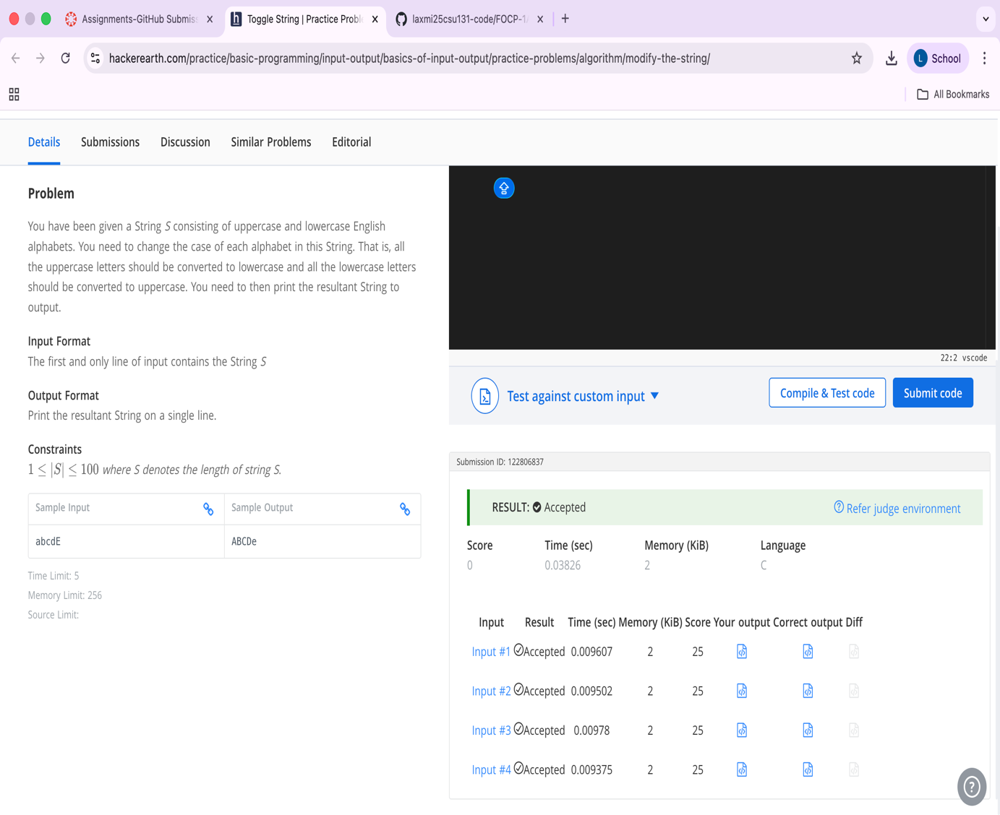 Assignments-GitHub Submiss
Toggle String | Practice Proble
laxmi25csu131-code/FOCP-1/
hackerearth.com/practice/basic-programming/input-output/basics-of-input-output/practice-problems/algorithm/modify-the-string/
L School
All Bookmarks
Details Submissions Discussion Similar Problems Editorial
Problem
You have been given a String S consisting of uppercase and lowercase English
alphabets. You need to change the case of each alphabet in this String. That is, all
the uppercase letters should be converted to lowercase and all the lowercase letters
should be converted to uppercase. You need to then print the resultant String to
output.
Input Format
The first and only line of input contains the String S
Output Format
Print the resultant String on a single line.
Constraints
1 ≤ |S| ≤ 100 where S denotes the length of string S.
Sample Input Sample Output
abcdE ABCDe
Time Limit: 5
Memory Limit: 256
Source Limit:
22:2 vscode
Test against custom input ▼
Compile & Test code
Submit code
Submission ID: 122806837
RESULT: Accepted
Refer judge environment
Score Time (sec) Memory (KiB) Language
0 0.03826 2 C
Input Result Time (sec) Memory (KiB) Score Your output Correct output Diff
Input #1 Accepted 0.009607 2 25
Input #2 Accepted 0.009502 2 25
Input #3 Accepted 0.00978 2 25
Input #4 Accepted 0.009375 2 25